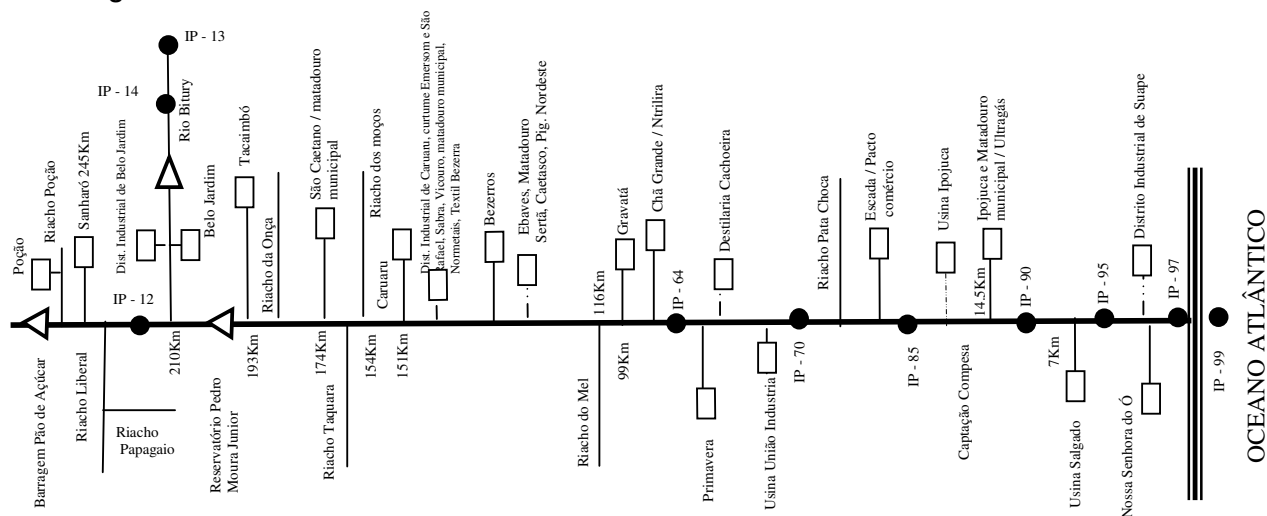 IP - 13
IP - 14
Rio Bitury
Poção
Riacho Poção
Sanharó 245Km
Dist. Industrial de Belo Jardim
Belo Jardim
Tacaimbó
Riacho da Onça
São Caetano / matadouro
municipal
Riacho dos moços
Caruaru
Dist. Industrial de Caruaru, curtume Emersom e São
Rafael, Sabra, Vicouro, matadouro municipal,
Normetais, Textil Bezerra
Bezerros
Ebaves, Matadouro
Sertã, Caetasco, Pig. Nordeste
116Km
Gravatá
Chã Grande / Ntrilira
IP - 64
Destilaria Cachoeira
Riacho Pata Choca
Escada / Pacto
comércio
Usina Ipojuca
14.5Km
Ipojuca e Matadouro
municipal / Ultragás
IP - 90
IP - 95
Distrito Industrial de Suape
IP - 97
IP - 12
Barragem Pão de Açúcar
Riacho Liberal
Riacho
Papagaio
210Km
Reservatório Pedro
Moura Junior
193Km
174Km
Riacho Taquara
154Km
151Km
Riacho do Mel
99Km
Primavera
Usina União Industria
IP - 70
IP - 85
Captação Compesa
7Km
Usina Salgado
Nossa Senhora do Ó
IP - 99
OCEANO ATLÂNTICO